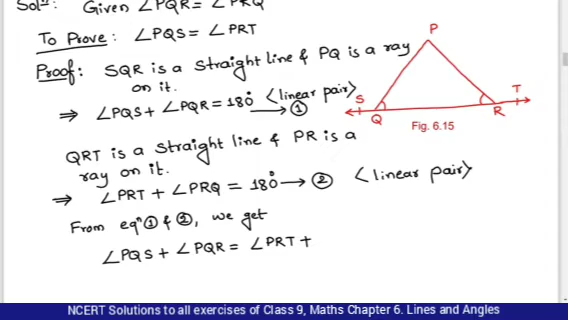 Solⁿ: Given ∠PQR = ∠PRQ
To Prove: ∠PQS = ∠PRT
Proof: SQR is a straight line & PQ is a ray
on it.
⇒ ∠PQS + ∠PQR = 180° <linear pair>
→ ①
QRT is a straight line & PR is a
ray on it.
⇒ ∠PRT + ∠PRQ = 180° → ② <linear pair>
From eqⁿ ① & ②, we get
∠PQS + ∠PQR = ∠PRT +
P
S
T
Q
R
Fig. 6.15
NCERT Solutions to all exercises of Class 9, Maths Chapter 6. Lines and Angles